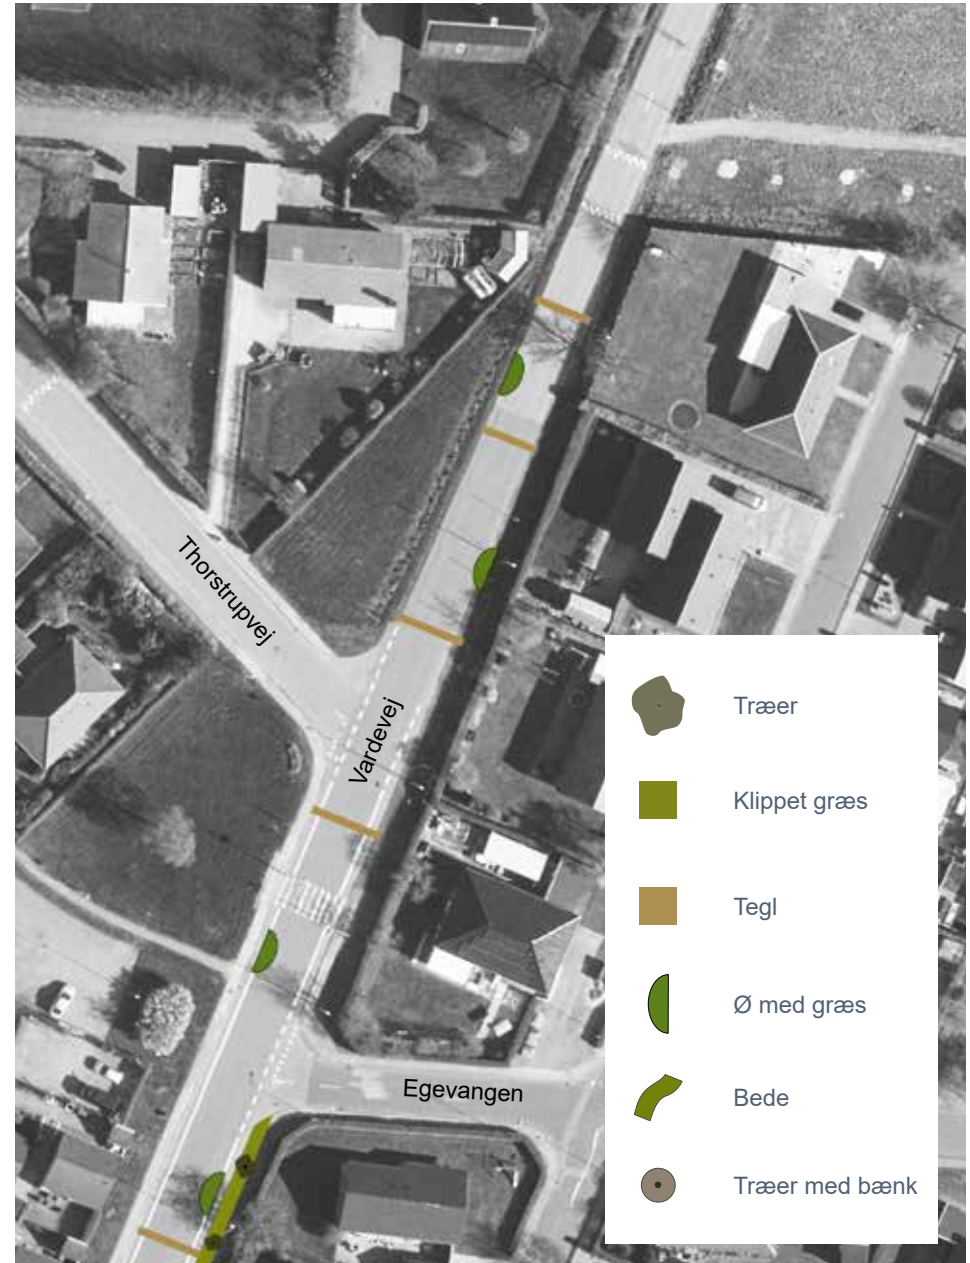 Thorstrupvej
Vardevej
Egevangen
Træer
Klippet græs
Tegl
Ø med græs
Bede
Træer med bænk